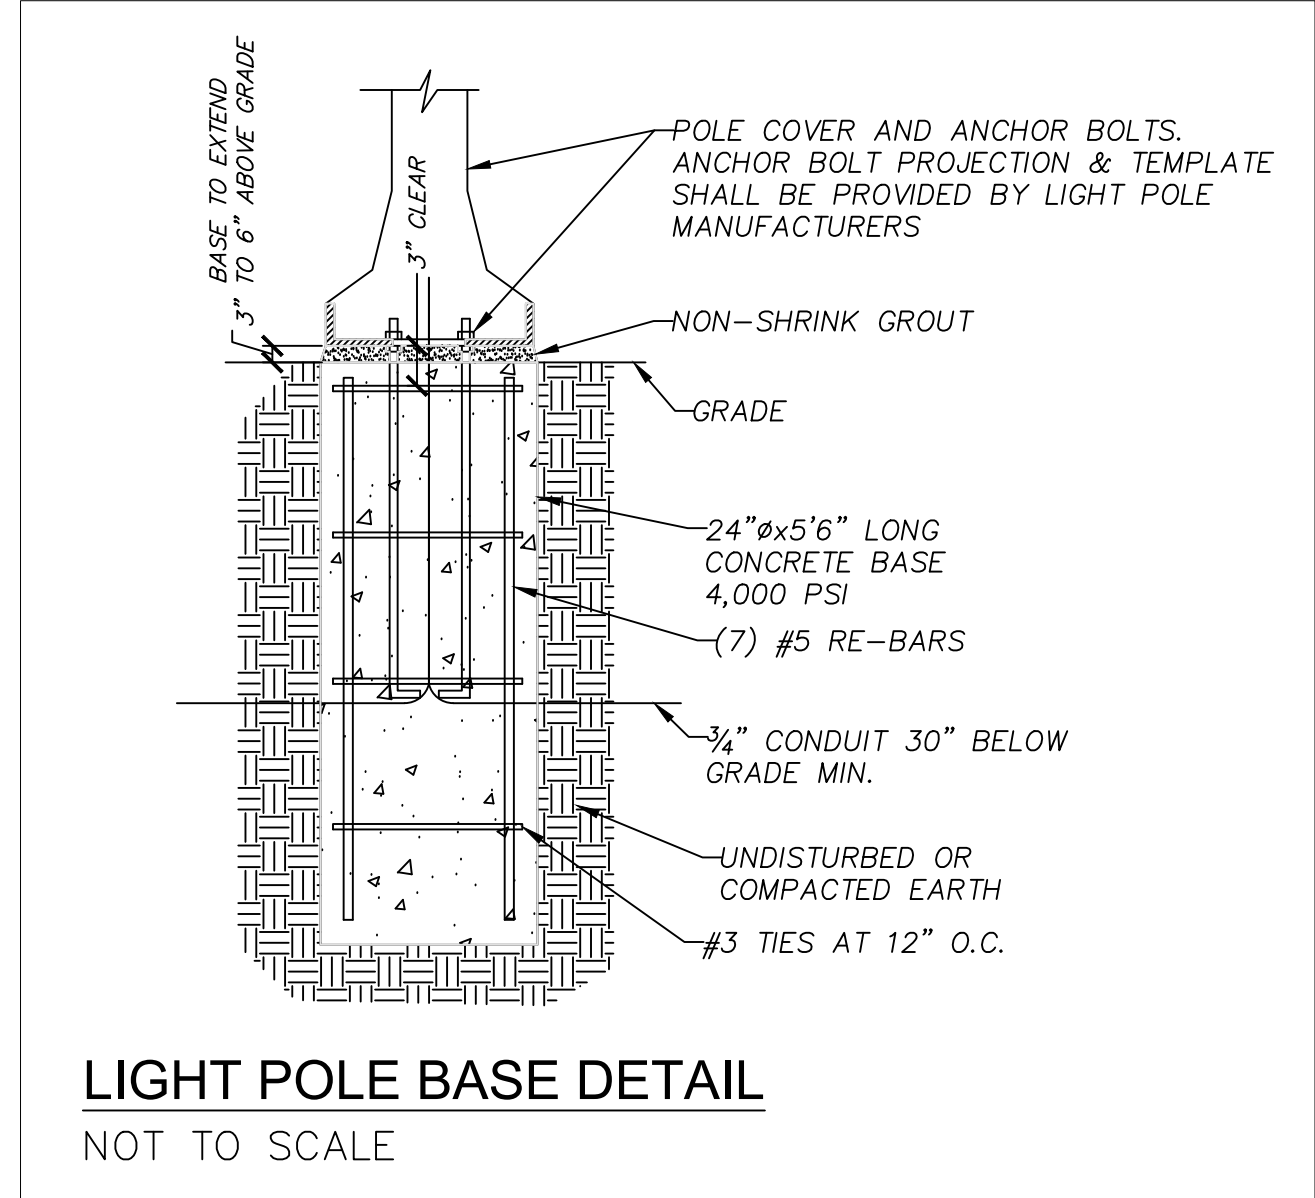 BASE TO EXTEND
3" TO 6" ABOVE GRADE
3" CLEAR
POLE COVER AND ANCHOR BOLTS.
ANCHOR BOLT PROJECTION & TEMPLATE
SHALL BE PROVIDED BY LIGHT POLE
MANUFACTURERS
NON-SHRINK GROUT
GRADE
24"øx5'6" LONG
CONCRETE BASE
4,000 PSI
(7) #5 RE-BARS
¾" CONDUIT 30" BELOW
GRADE MIN.
UNDISTURBED OR
COMPACTED EARTH
#3 TIES AT 12" O.C.
LIGHT POLE BASE DETAIL
NOT TO SCALE